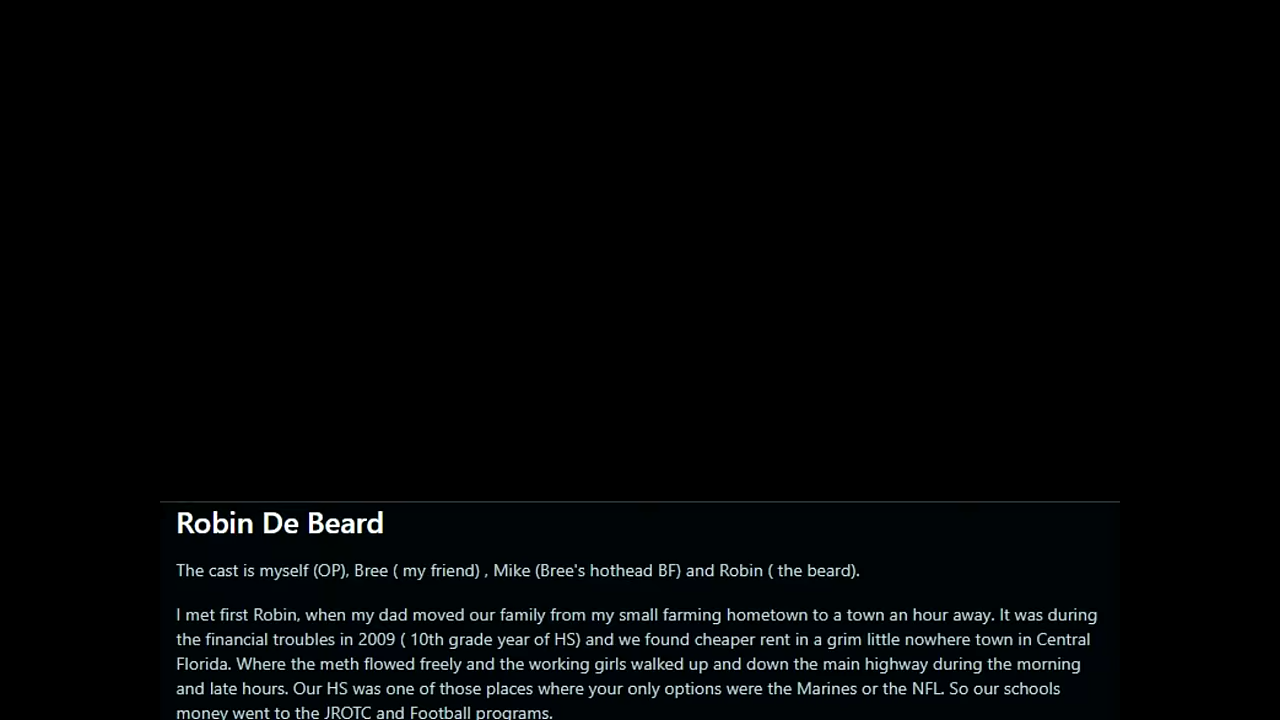 Robin De Beard
The cast is myself (OP), Bree ( my friend) , Mike (Bree's hothead BF) and Robin ( the beard).
I met first Robin, when my dad moved our family from my small farming hometown to a town an hour away. It was during
the financial troubles in 2009 ( 10th grade year of HS) and we found cheaper rent in a grim little nowhere town in Central
Florida. Where the meth flowed freely and the working girls walked up and down the main highway during the morning
and late hours. Our HS was one of those places where your only options were the Marines or the NFL. So our schools
money went to the JROTC and Football programs.